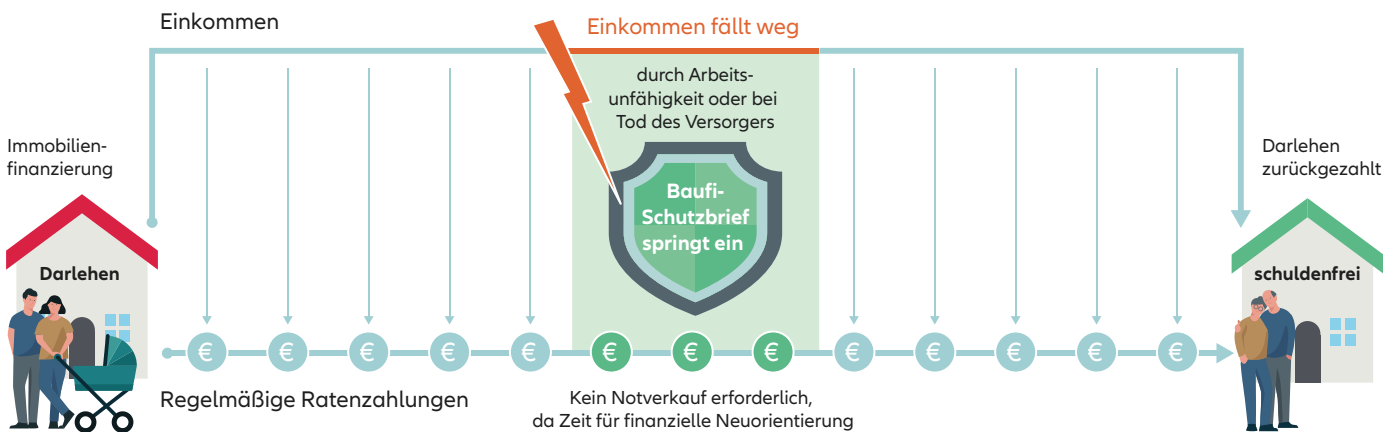 Einkommen
Einkommen fällt weg
durch Arbeits-
unfähigkeit oder bei
Tod des Versorgers
Immobilien-
finanzierung
Darlehen
zurückgezahlt
Baufi-
Schutzbrief
springt ein
Darlehen
schuldenfrei
€ € € € € € € € € € € € €
Regelmäßige Ratenzahlungen
Kein Notverkauf erforderlich,
da Zeit für finanzielle Neuorientierung